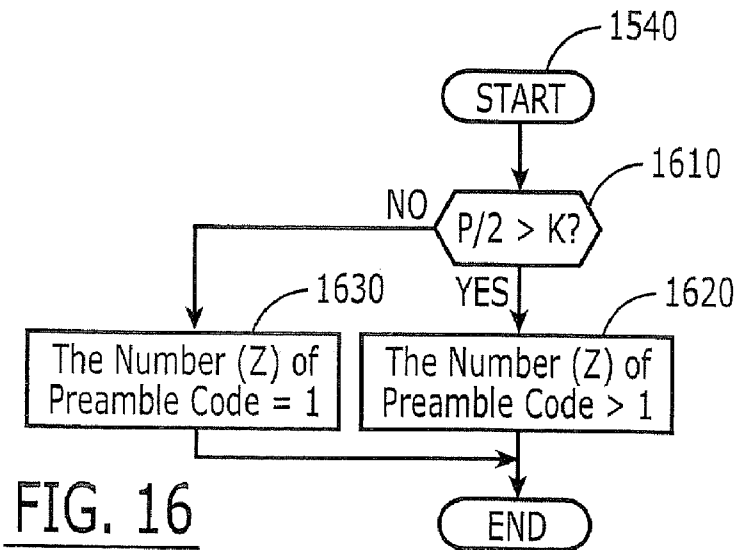 1540
START
1610
NO
P/2 > K?
YES
1630
1620
The Number (Z) of
Preamble Code = 1
The Number (Z) of
Preamble Code > 1
FIG. 16
END